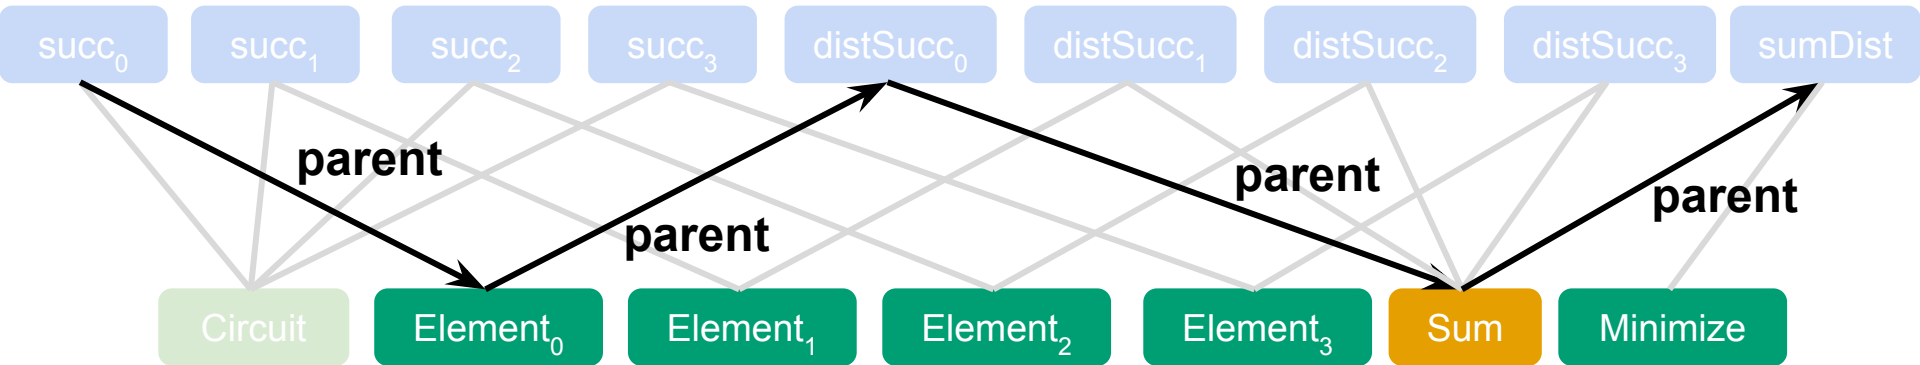 succ₀ succ₁ succ₂ succ₃ distSucc₀ distSucc₁ distSucc₂ distSucc₃ sumDist
parent
parent
parent
parent
Circuit Element₀ Element₁ Element₂ Element₃ Sum Minimize